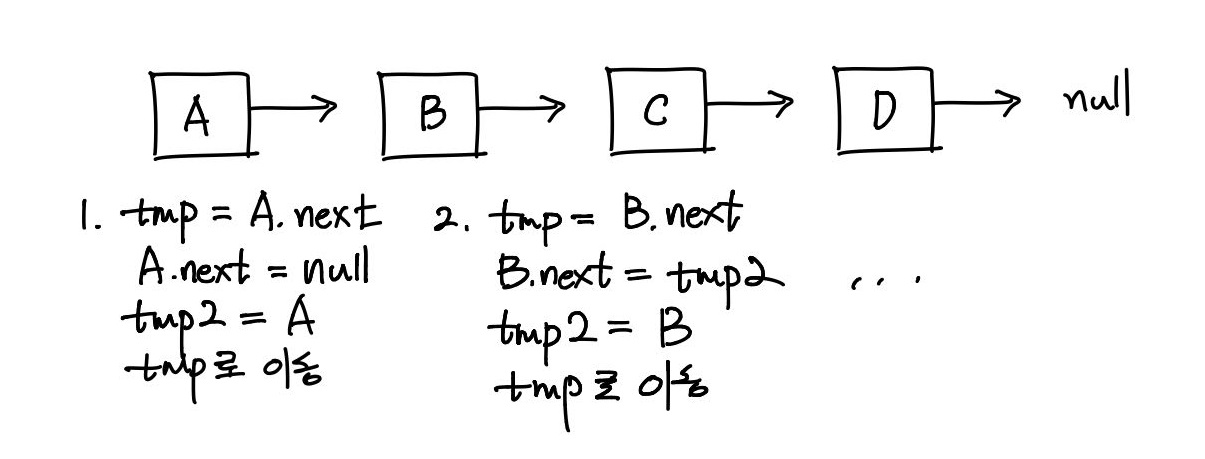 A B C D null
1. tmp = A.next
A.next = null
tmp2 = A
tmp로 이동
2. tmp = B.next
B.next = tmp2
tmp2 = B
tmp로 이동
...